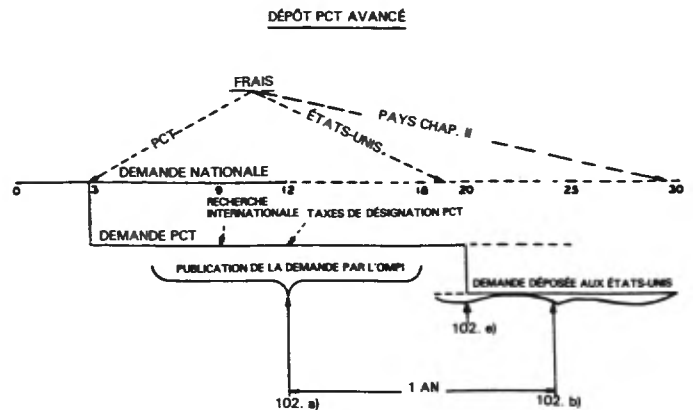 DÉPÔT PCT AVANCÉ
FRAIS
PCT
ÉTATS-UNIS
PAYS CHAP. II
DEMANDE NATIONALE
0 3 9 12 18 20 25 30
RECHERCHE
INTERNATIONALE
TAXES DE DÉSIGNATION PCT
DEMANDE PCT
PUBLICATION DE LA DEMANDE PAR L'OMPI
DEMANDE DÉPOSÉE AUX ÉTATS-UNIS
102. e)
1 AN
102. a)
102. b)